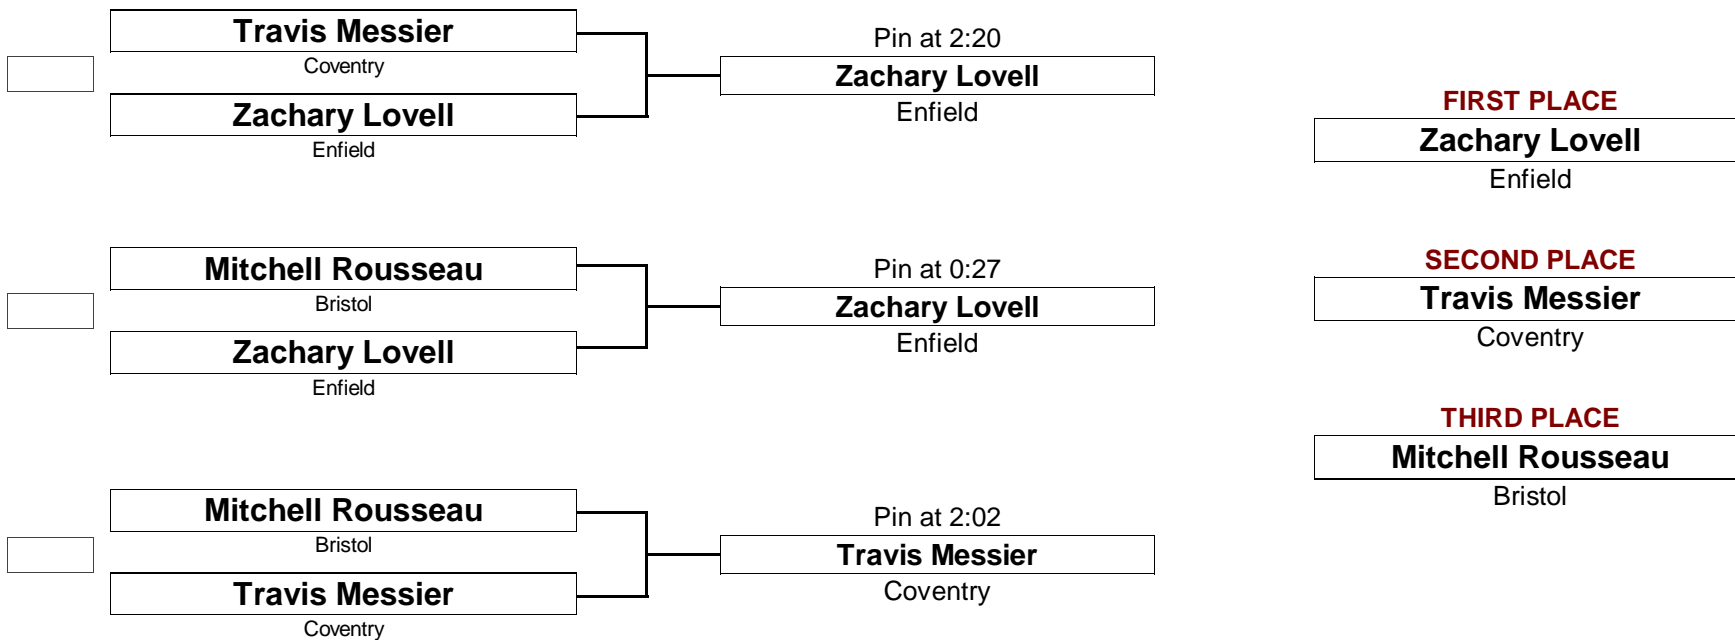 Travis Messier
Coventry
Zachary Lovell
Enfield
Pin at 2:20
Zachary Lovell
Enfield
Mitchell Rousseau
Bristol
Zachary Lovell
Enfield
Pin at 0:27
Zachary Lovell
Enfield
Mitchell Rousseau
Bristol
Travis Messier
Coventry
Pin at 2:02
Travis Messier
Coventry
FIRST PLACE
Zachary Lovell
Enfield
SECOND PLACE
Travis Messier
Coventry
THIRD PLACE
Mitchell Rousseau
Bristol